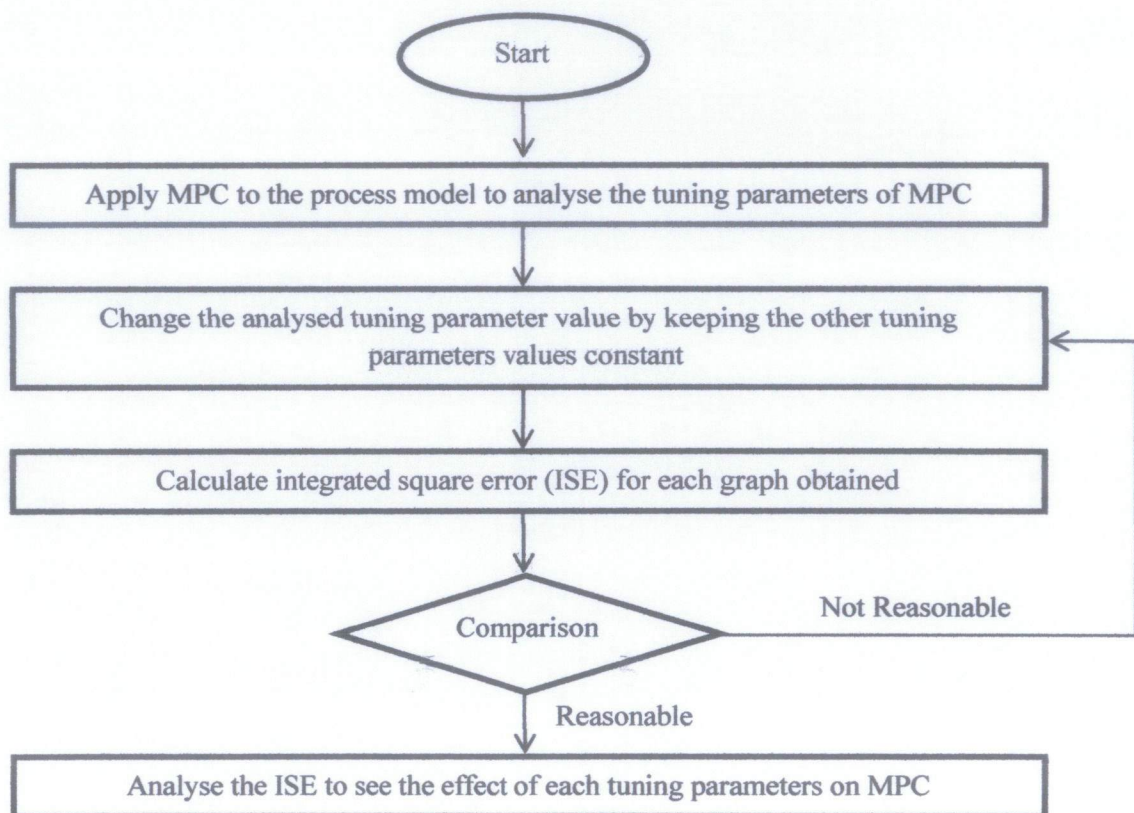 Start
Apply MPC to the process model to analyse the tuning parameters of MPC
Change the analysed tuning parameter value by keeping the other tuning
parameters values constant
Calculate integrated square error (ISE) for each graph obtained
Comparison
Not Reasonable
Reasonable
Analyse the ISE to see the effect of each tuning parameters on MPC